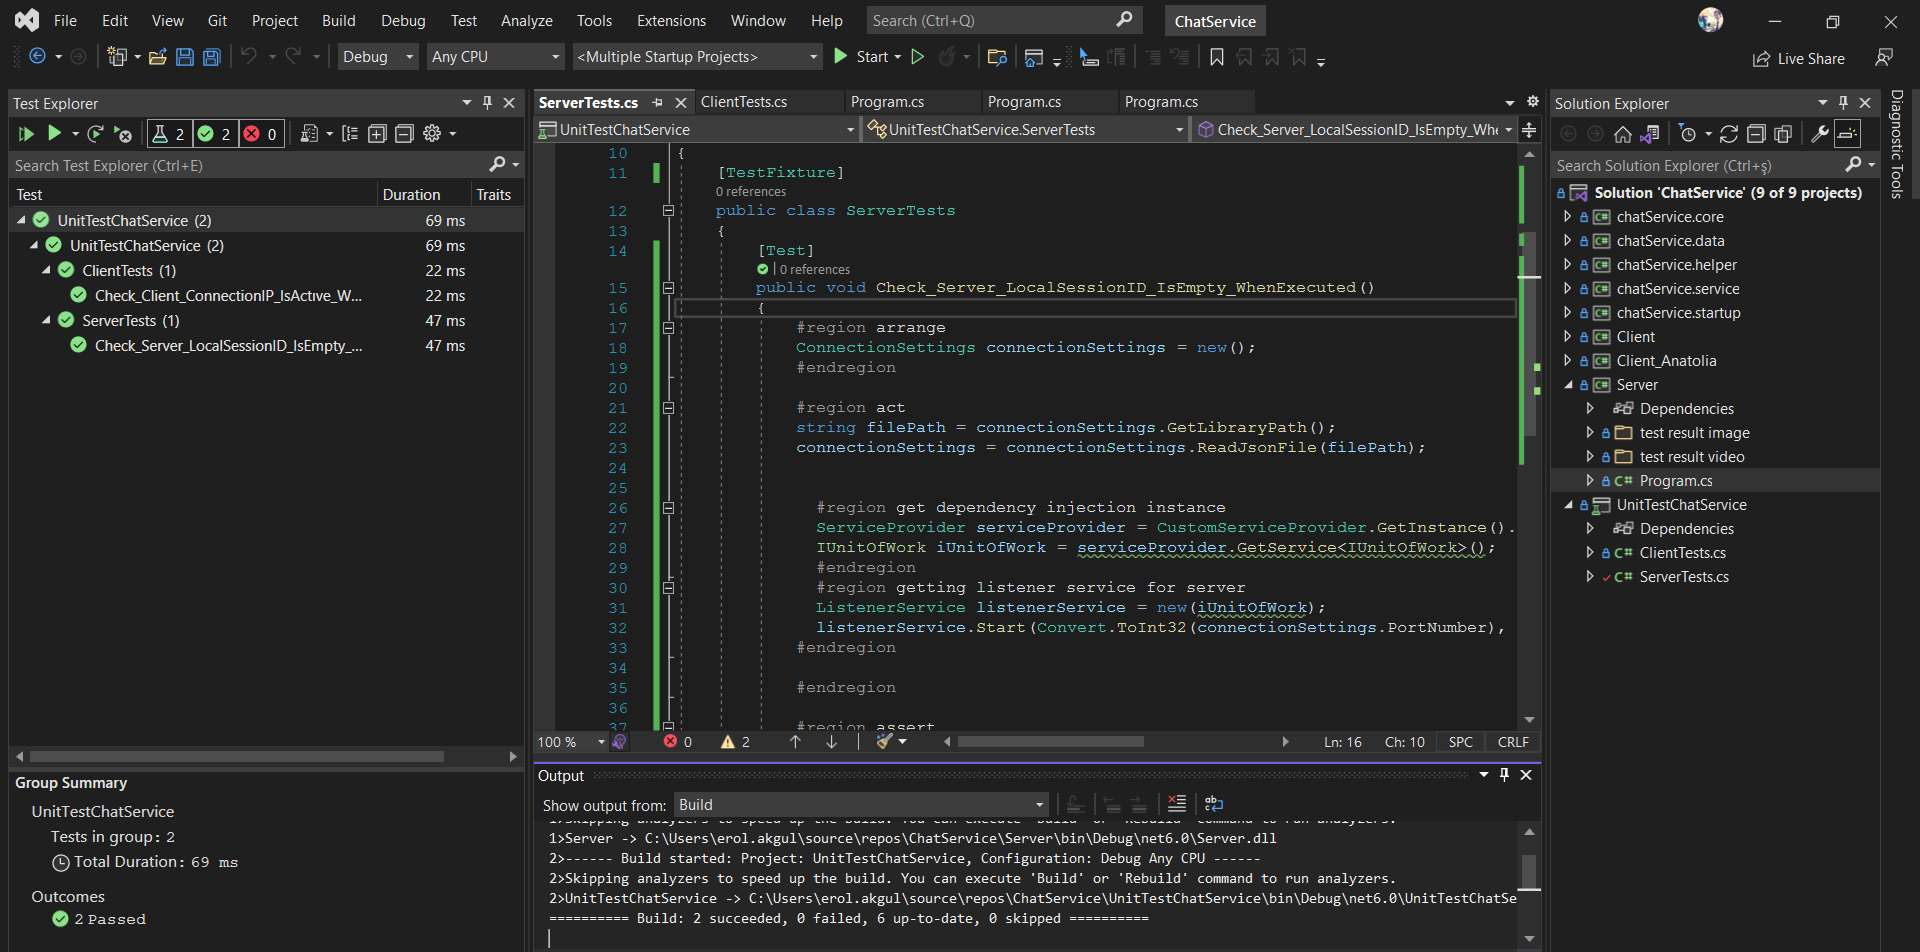 File Edit View Git Project Build Debug Test Analyze Tools Extensions Window Help Search (Ctrl+Q) ChatService
Debug Any CPU <Multiple Startup Projects> Start Live Share
Test Explorer
2 2 0
Search Test Explorer (Ctrl+E)
Test Duration Traits
UnitTestChatService (2) 69 ms
UnitTestChatService (2) 69 ms
ClientTests (1) 22 ms
Check_Client_ConnectionIP_IsActive_W... 22 ms
ServerTests (1) 47 ms
Check_Server_LocalSessionID_IsEmpty_... 47 ms
Group Summary
UnitTestChatService
Tests in group: 2
Total Duration: 69 ms
Outcomes
2 Passed
ServerTests.cs ClientTests.cs Program.cs Program.cs Program.cs
UnitTestChatService UnitTestChatService.ServerTests Check_Server_LocalSessionID_IsEmpty_Whe
10 {
11 [TestFixture]
0 references
12 public class ServerTests
13 {
14 [Test]
| 0 references
15 public void Check_Server_LocalSessionID_IsEmpty_WhenExecuted()
16 {
17 #region arrange
18 ConnectionSettings connectionSettings = new();
19 #endregion
20
21 #region act
22 string filePath = connectionSettings.GetLibraryPath();
23 connectionSettings = connectionSettings.ReadJsonFile(filePath);
24
25
26 #region get dependency injection instance
27 ServiceProvider serviceProvider = CustomServiceProvider.GetInstance().
28 IUnitOfWork iUnitOfWork = serviceProvider.GetService<IUnitOfWork>();
29 #endregion
30 #region getting listener service for server
31 ListenerService listenerService = new(iUnitOfWork);
32 listenerService.Start(Convert.ToInt32(connectionSettings.PortNumber),
33 #endregion
34
35 #endregion
36
37 #region assert
100 % 0 2 Ln: 16 Ch: 10 SPC CRLF
Output
Show output from: Build
1>Skipping analyzers to speed up the build. You can execute 'Build' or 'Rebuild' command to run analyzers.
1>Server -> C:\Users\erol.akgul\source\repos\ChatService\Server\bin\Debug\net6.0\Server.dll
2>------ Build started: Project: UnitTestChatService, Configuration: Debug Any CPU ------
2>Skipping analyzers to speed up the build. You can execute 'Build' or 'Rebuild' command to run analyzers.
2>UnitTestChatService -> C:\Users\erol.akgul\source\repos\ChatService\UnitTestChatService\bin\Debug\net6.0\UnitTestChatSe
========== Build: 2 succeeded, 0 failed, 6 up-to-date, 0 skipped ==========
Solution Explorer
Search Solution Explorer (Ctrl+ş)
Solution 'ChatService' (9 of 9 projects)
chatService.core
chatService.data
chatService.helper
chatService.service
chatService.startup
Client
Client_Anatolia
Server
Dependencies
test result image
test result video
Program.cs
UnitTestChatService
Dependencies
ClientTests.cs
ServerTests.cs
Diagnostic Tools